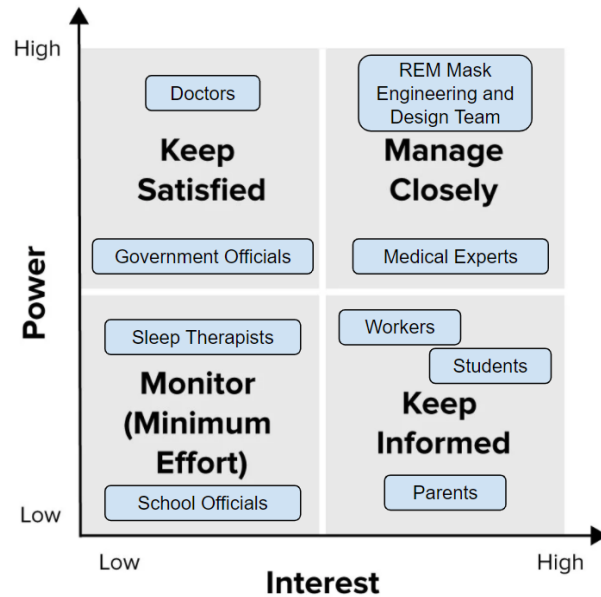 High
Doctors
REM Mask
Engineering and
Design Team
Keep
Satisfied
Manage
Closely
Government Officials
Medical Experts
Power
Sleep Therapists
Workers
Students
Monitor
(Minimum
Effort)
Keep
Informed
School Officials
Parents
Low
Low
High
Interest